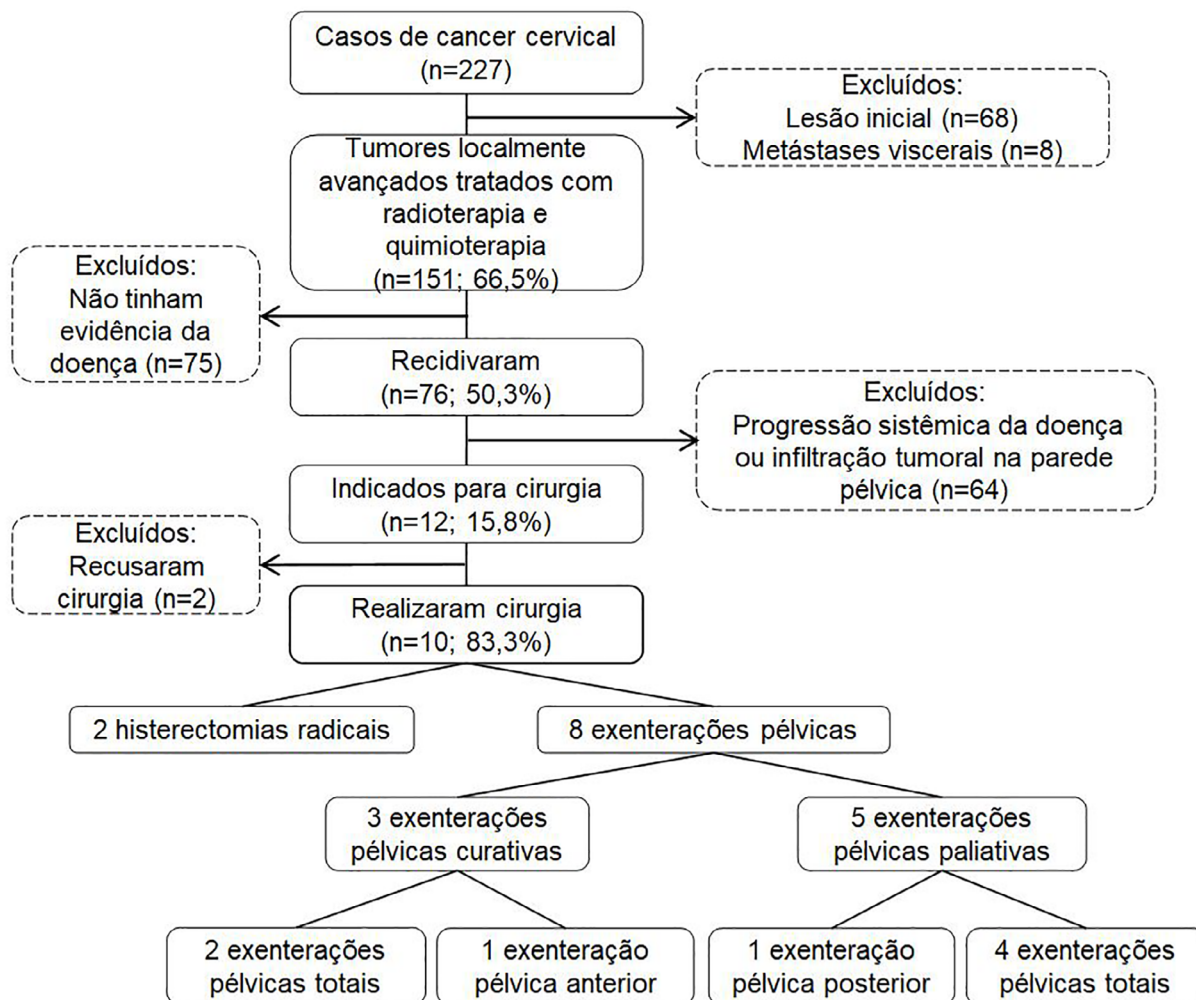 Casos de cancer cervical
(n=227)
Excluídos:
Lesão inicial (n=68)
Metástases viscerais (n=8)
Tumores localmente
avançados tratados com
radioterapia e
quimioterapia
(n=151; 66,5%)
Excluídos:
Não tinham
evidência da
doença (n=75)
Recidivaram
(n=76; 50,3%)
Excluídos:
Progressão sistêmica da doença
ou infiltração tumoral na parede
pélvica (n=64)
Indicados para cirurgia
(n=12; 15,8%)
Excluídos:
Recusaram
cirurgia (n=2)
Realizaram cirurgia
(n=10; 83,3%)
2 histerectomias radicais
8 exenterações pélvicas
3 exenterações
pélvicas curativas
5 exenterações
pélvicas paliativas
2 exenterações
pélvicas totais
1 exenteração
pélvica anterior
1 exenteração
pélvica posterior
4 exenterações
pélvicas totais